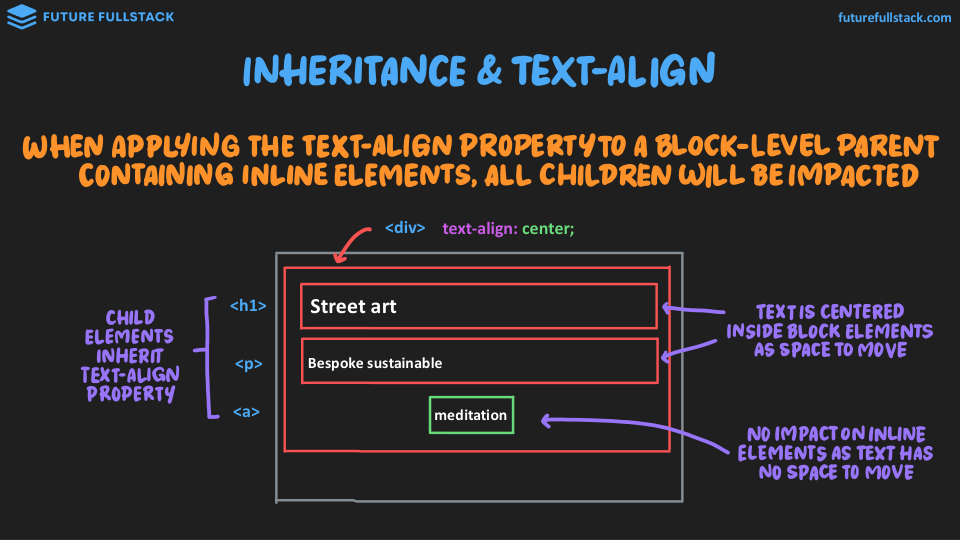 FUTURE FULLSTACK
futurefullstack.com
INHERITANCE & TEXT-ALIGN
WHEN APPLYING THE TEXT-ALIGN PROPERTY TO A BLOCK-LEVEL PARENT
CONTAINING INLINE ELEMENTS, ALL CHILDREN WILL BE IMPACTED
<div> text-align: center;
CHILD
ELEMENTS
INHERIT
TEXT-ALIGN
PROPERTY
<h1>
Street art
<p>
Bespoke sustainable
<a>
meditation
TEXT IS CENTERED
INSIDE BLOCK ELEMENTS
AS SPACE TO MOVE
NO IMPACT ON INLINE
ELEMENTS AS TEXT HAS
NO SPACE TO MOVE